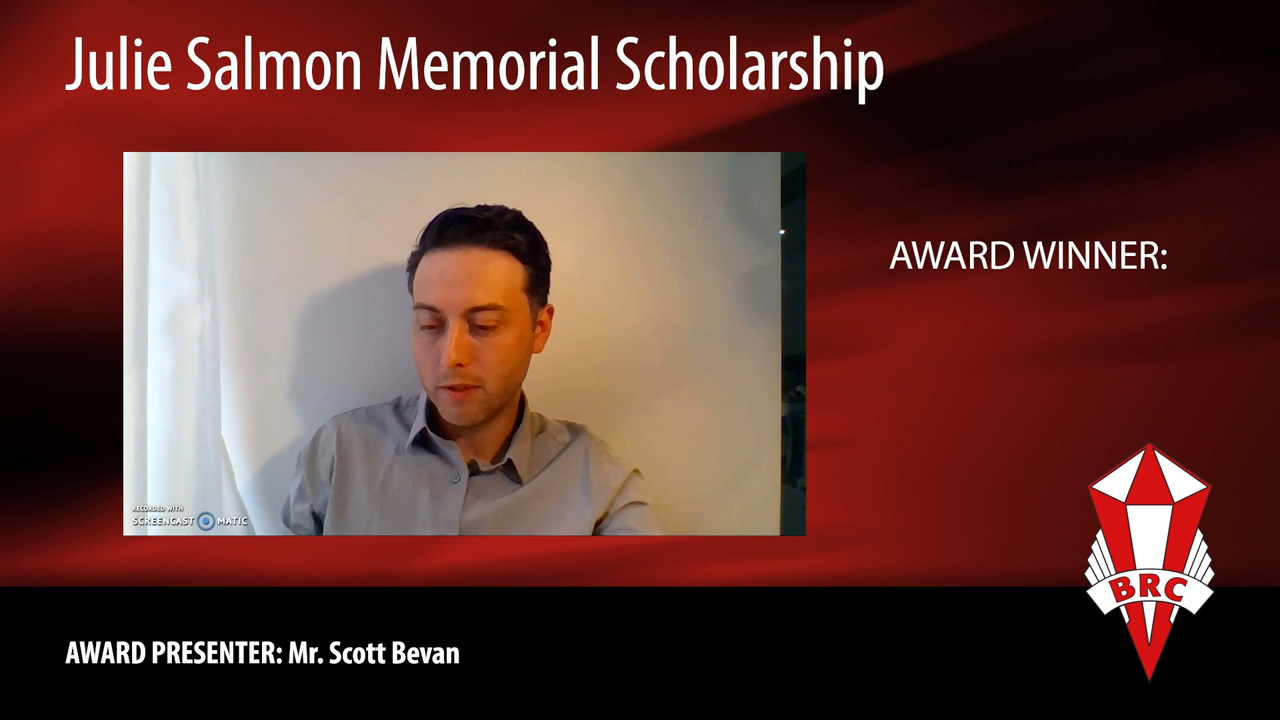 Julie Salmon Memorial Scholarship
AWARD WINNER:
RECORDED WITH
SCREENCAST MATIC
BRC
AWARD PRESENTER: Mr. Scott Bevan